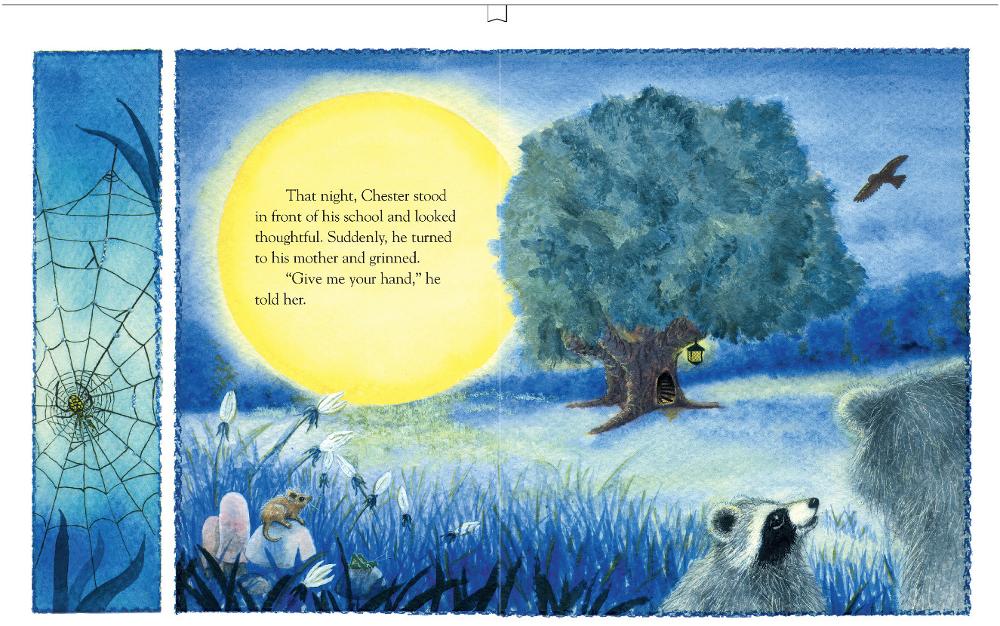 That night, Chester stood
in front of his school and looked
thoughtful. Suddenly, he turned
to his mother and grinned.
“Give me your hand,” he
told her.